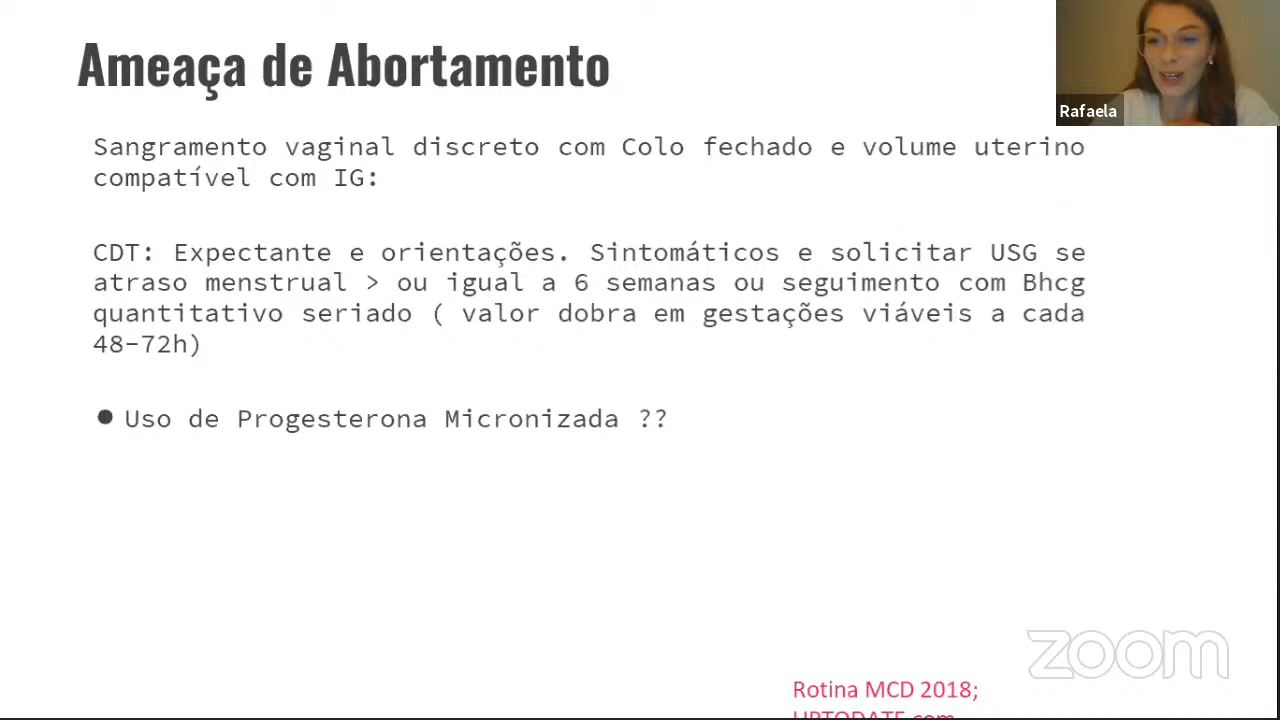 Ameaça de Abortamento
Rafaela
Sangramento vaginal discreto com Colo fechado e volume uterino
compatível com IG:
CDT: Expectante e orientações. Sintomáticos e solicitar USG se
atraso menstrual > ou igual a 6 semanas ou seguimento com Bhcg
quantitativo seriado ( valor dobra em gestações viáveis a cada
48-72h)
● Uso de Progesterona Micronizada ??
zoom
Rotina MCD 2018;
UPTODATE.com